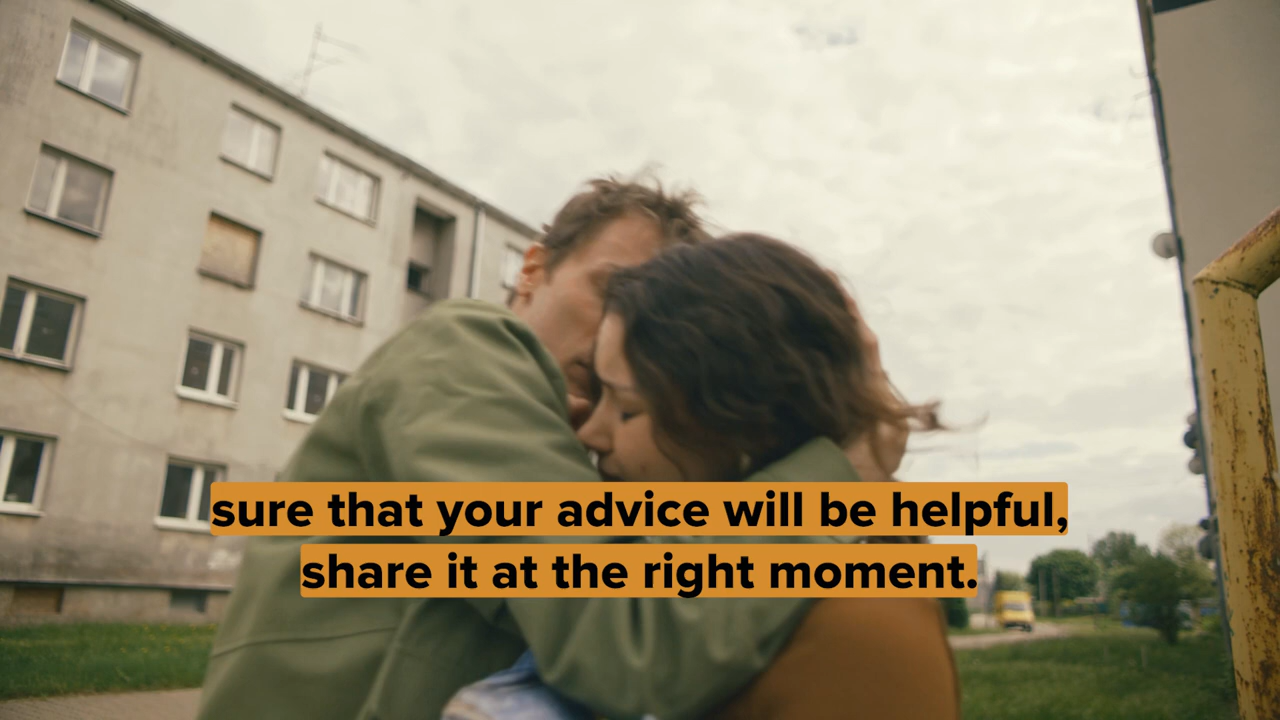 sure that your advice will be helpful,
share it at the right moment.